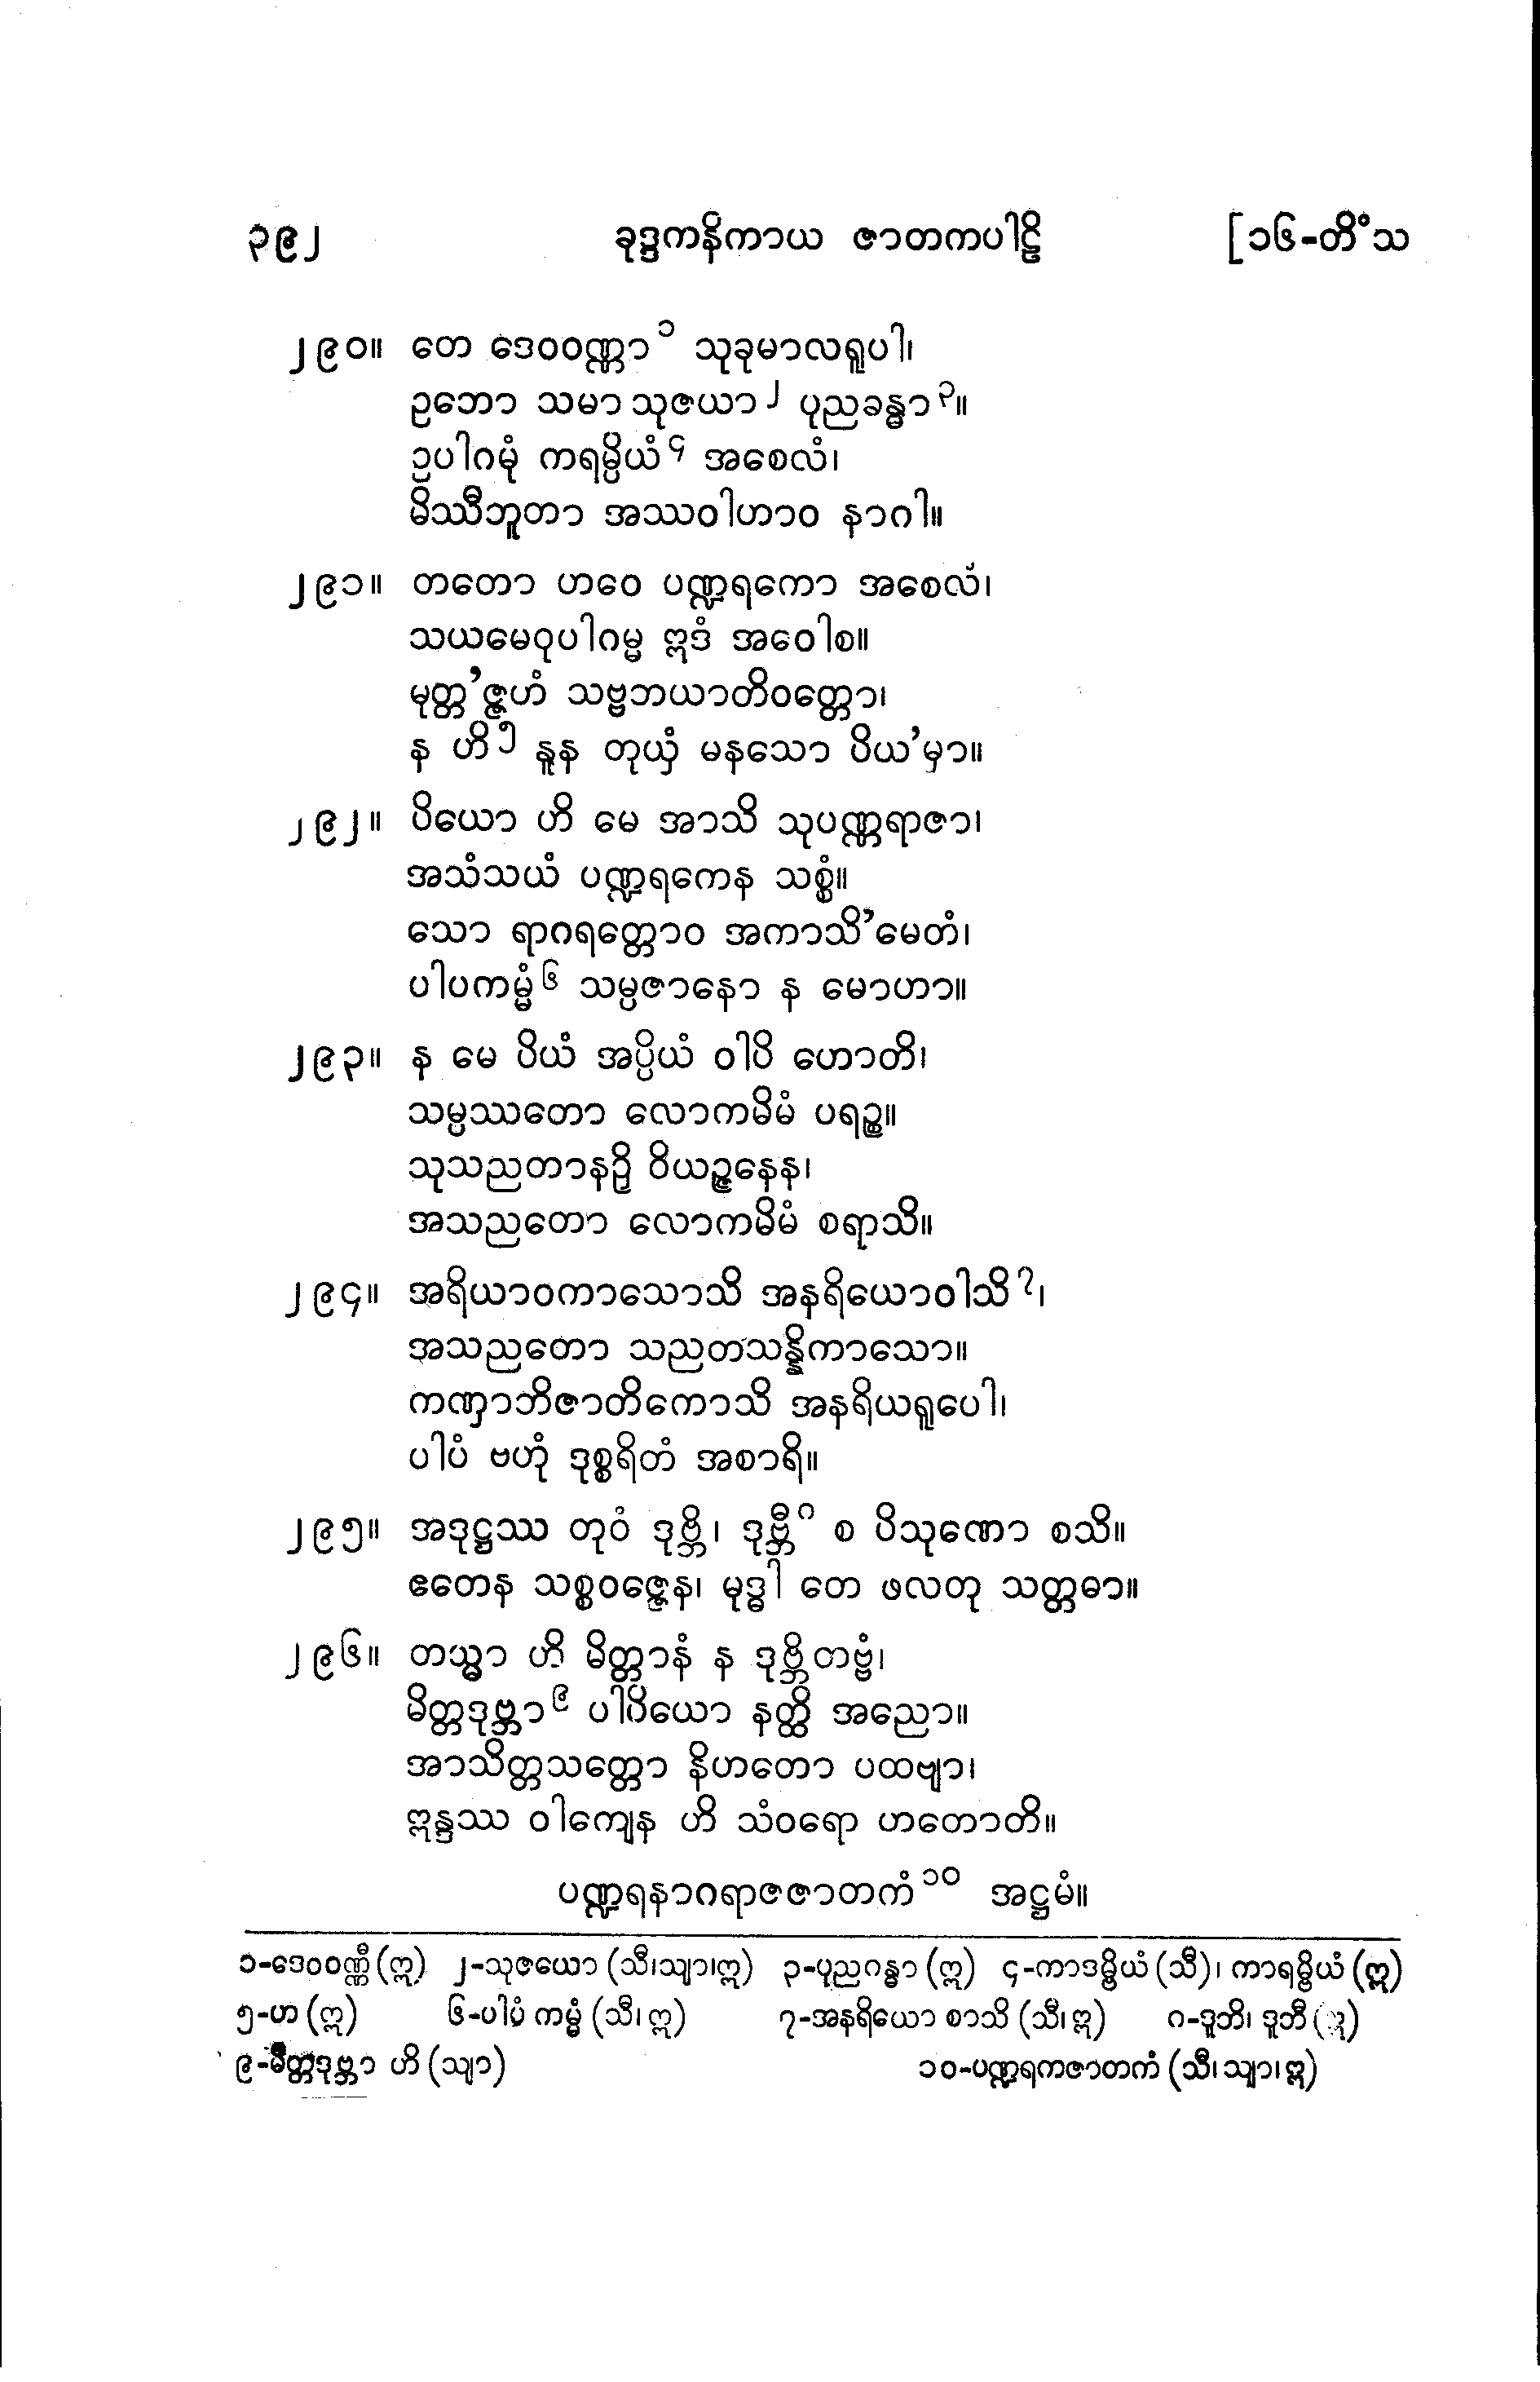 ၃၉၂ ခုဒ္ဒကနိကာယ ဇာတကပါဠိ [၁၆-တိံသ
၂၉၀။ တေ ဒေဝဝဏ္ဏာ၁ သုခုမာလရူပါ၊
ဥဘော သမာ သုဇယာ၂ ပုညခန္ဓာ၃။
ဥပါဂမုံ ကရမ္ပိယံ၄ အစေလံ၊
မိဿီဘူတာ အဿဝါဟာဝ နာဂါ။
၂၉၁။ တတော ဟဝေ ပဏ္ဍရကော အစေလံ၊
သယမေဝုပါဂမ္မ ဣဒံ အဝေါစ။
မုတ္တ’ဇ္ဇဟံ သဗ္ဗဘယာတိဝတ္တော၊
န ဟိ၅ နူန တုယှံ မနသော ပိယ’မှာ။
၂၉၂။ ပိယော ဟိ မေ အာသိ သုပဏ္ဏရာဇာ၊
အသံသယံ ပဏ္ဍရကေန သစ္စံ။
သော ရာဂရတ္တောဝ အကာသိ’မေတံ၊
ပါပကမ္မံ၆ သမ္ပဇာနော န မောဟာ။
၂၉၃။ န မေ ပိယံ အပ္ပိယံ ဝါပိ ဟောတိ၊
သမ္ပဿတော လောကမိမံ ပရဉ္စ။
သုသညတာနဉှိ ဝိယဉ္ဇနေန၊
အသညတော လောကမိမံ စရာသိ။
၂၉၄။ အရိယာဝကာသောသိ အနရိယောဝါသိ၇၊
အသညတော သညတသန္နိကာသော။
ကဏှာဘိဇာတိကောသိ အနရိယရူပေါ၊
ပါပံ ဗဟုံ ဒုစ္စရိတံ အစာရိ။
၂၉၅။ အဒုဋ္ဌဿ တုဝံ ဒုဗ္ဘိ၊ ဒုဗ္ဘီ၈ စ ပိသုဏော စသိ။
ဧတေန သစ္စဝဇ္ဇေန၊ မုဒ္ဓါ တေ ဖလတု သတ္တဓာ။
၂၉၆။ တသ္မာ ဟိ မိတ္တာနံ န ဒုဗ္ဘိတဗ္ဗံ၊
မိတ္တဒုဗ္ဘာ၉ ပါပိယော နတ္ထိ အညော။
အာသိတ္တသတ္တော နိဟတော ပထဗျာ၊
ဣန္ဒဿ ဝါကျေန ဟိ သံဝရော ဟတောတိ။
ပဏ္ဍရနာဂရာဇဇာတကံ၁၀ အဋ္ဌမံ။
၁-ဒေဝဝဏ္ဏီ (ဣ) ၂-သုဇယော (သီ၊သျာ၊ဣ) ၃-ပုညဂန္ဓာ (ဣ) ၄-ကာဒမ္ဗိယံ (သီ)၊ ကာရမ္ဗိယံ (ဣ)
၅-ဟ (ဣ) ၆-ပါပံ ကမ္မံ (သီ၊ ဣ) ၇-အနရိယော စာသိ (သီ၊ ဣ) ၈-ဒူဘိ၊ ဒူဘီ (ဣ)
၉-မိတ္တဒုဗ္ဘာ ဟိ (သျာ) ၁၀-ပဏ္ဍရကဇာတကံ (သီ၊ သျာ၊ ဣ)